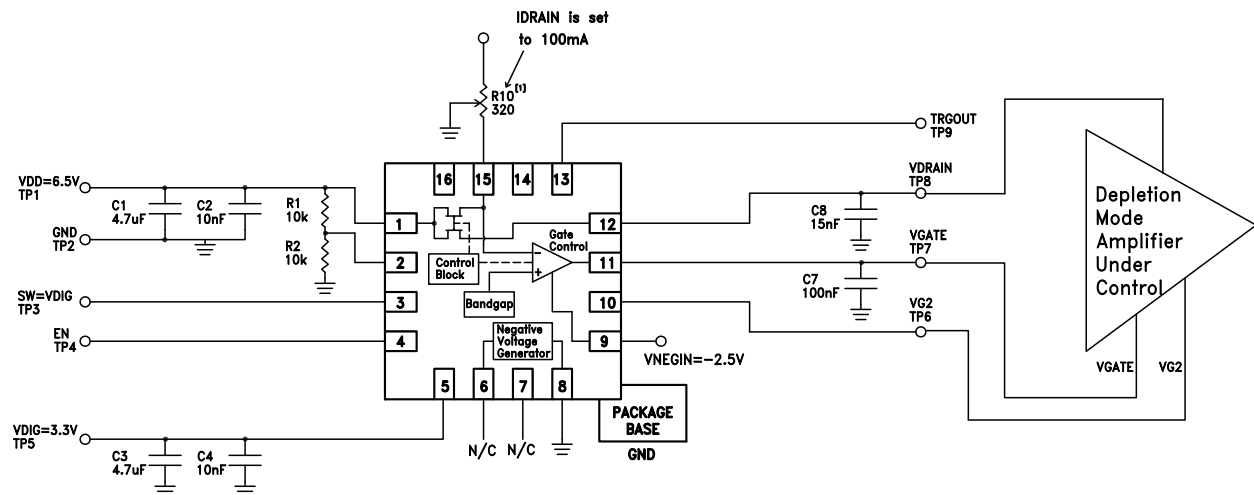 IDRAIN is set
to 100mA
R10[1]
320
TRGOUT
TP9
VDD=6.5V
TP1
C1
4.7uF
C2
10nF
R1
10k
GND
TP2
R2
10k
SW=VDIG
TP3
EN
TP4
VDIG=3.3V
TP5
C3
4.7uF
C4
10nF
16
15
14
13
1
2
3
4
5
6
7
8
12
11
10
9
Gate
Control
Control
Block
Bandgap
Negative
Voltage
Generator
-
+
N/C
N/C
VNEGIN=-2.5V
PACKAGE
BASE
GND
VDRAIN
TP8
C8
15nF
VGATE
TP7
C7
100nF
VG2
TP6
Depletion
Mode
Amplifier
Under
Control
VGATE
VG2